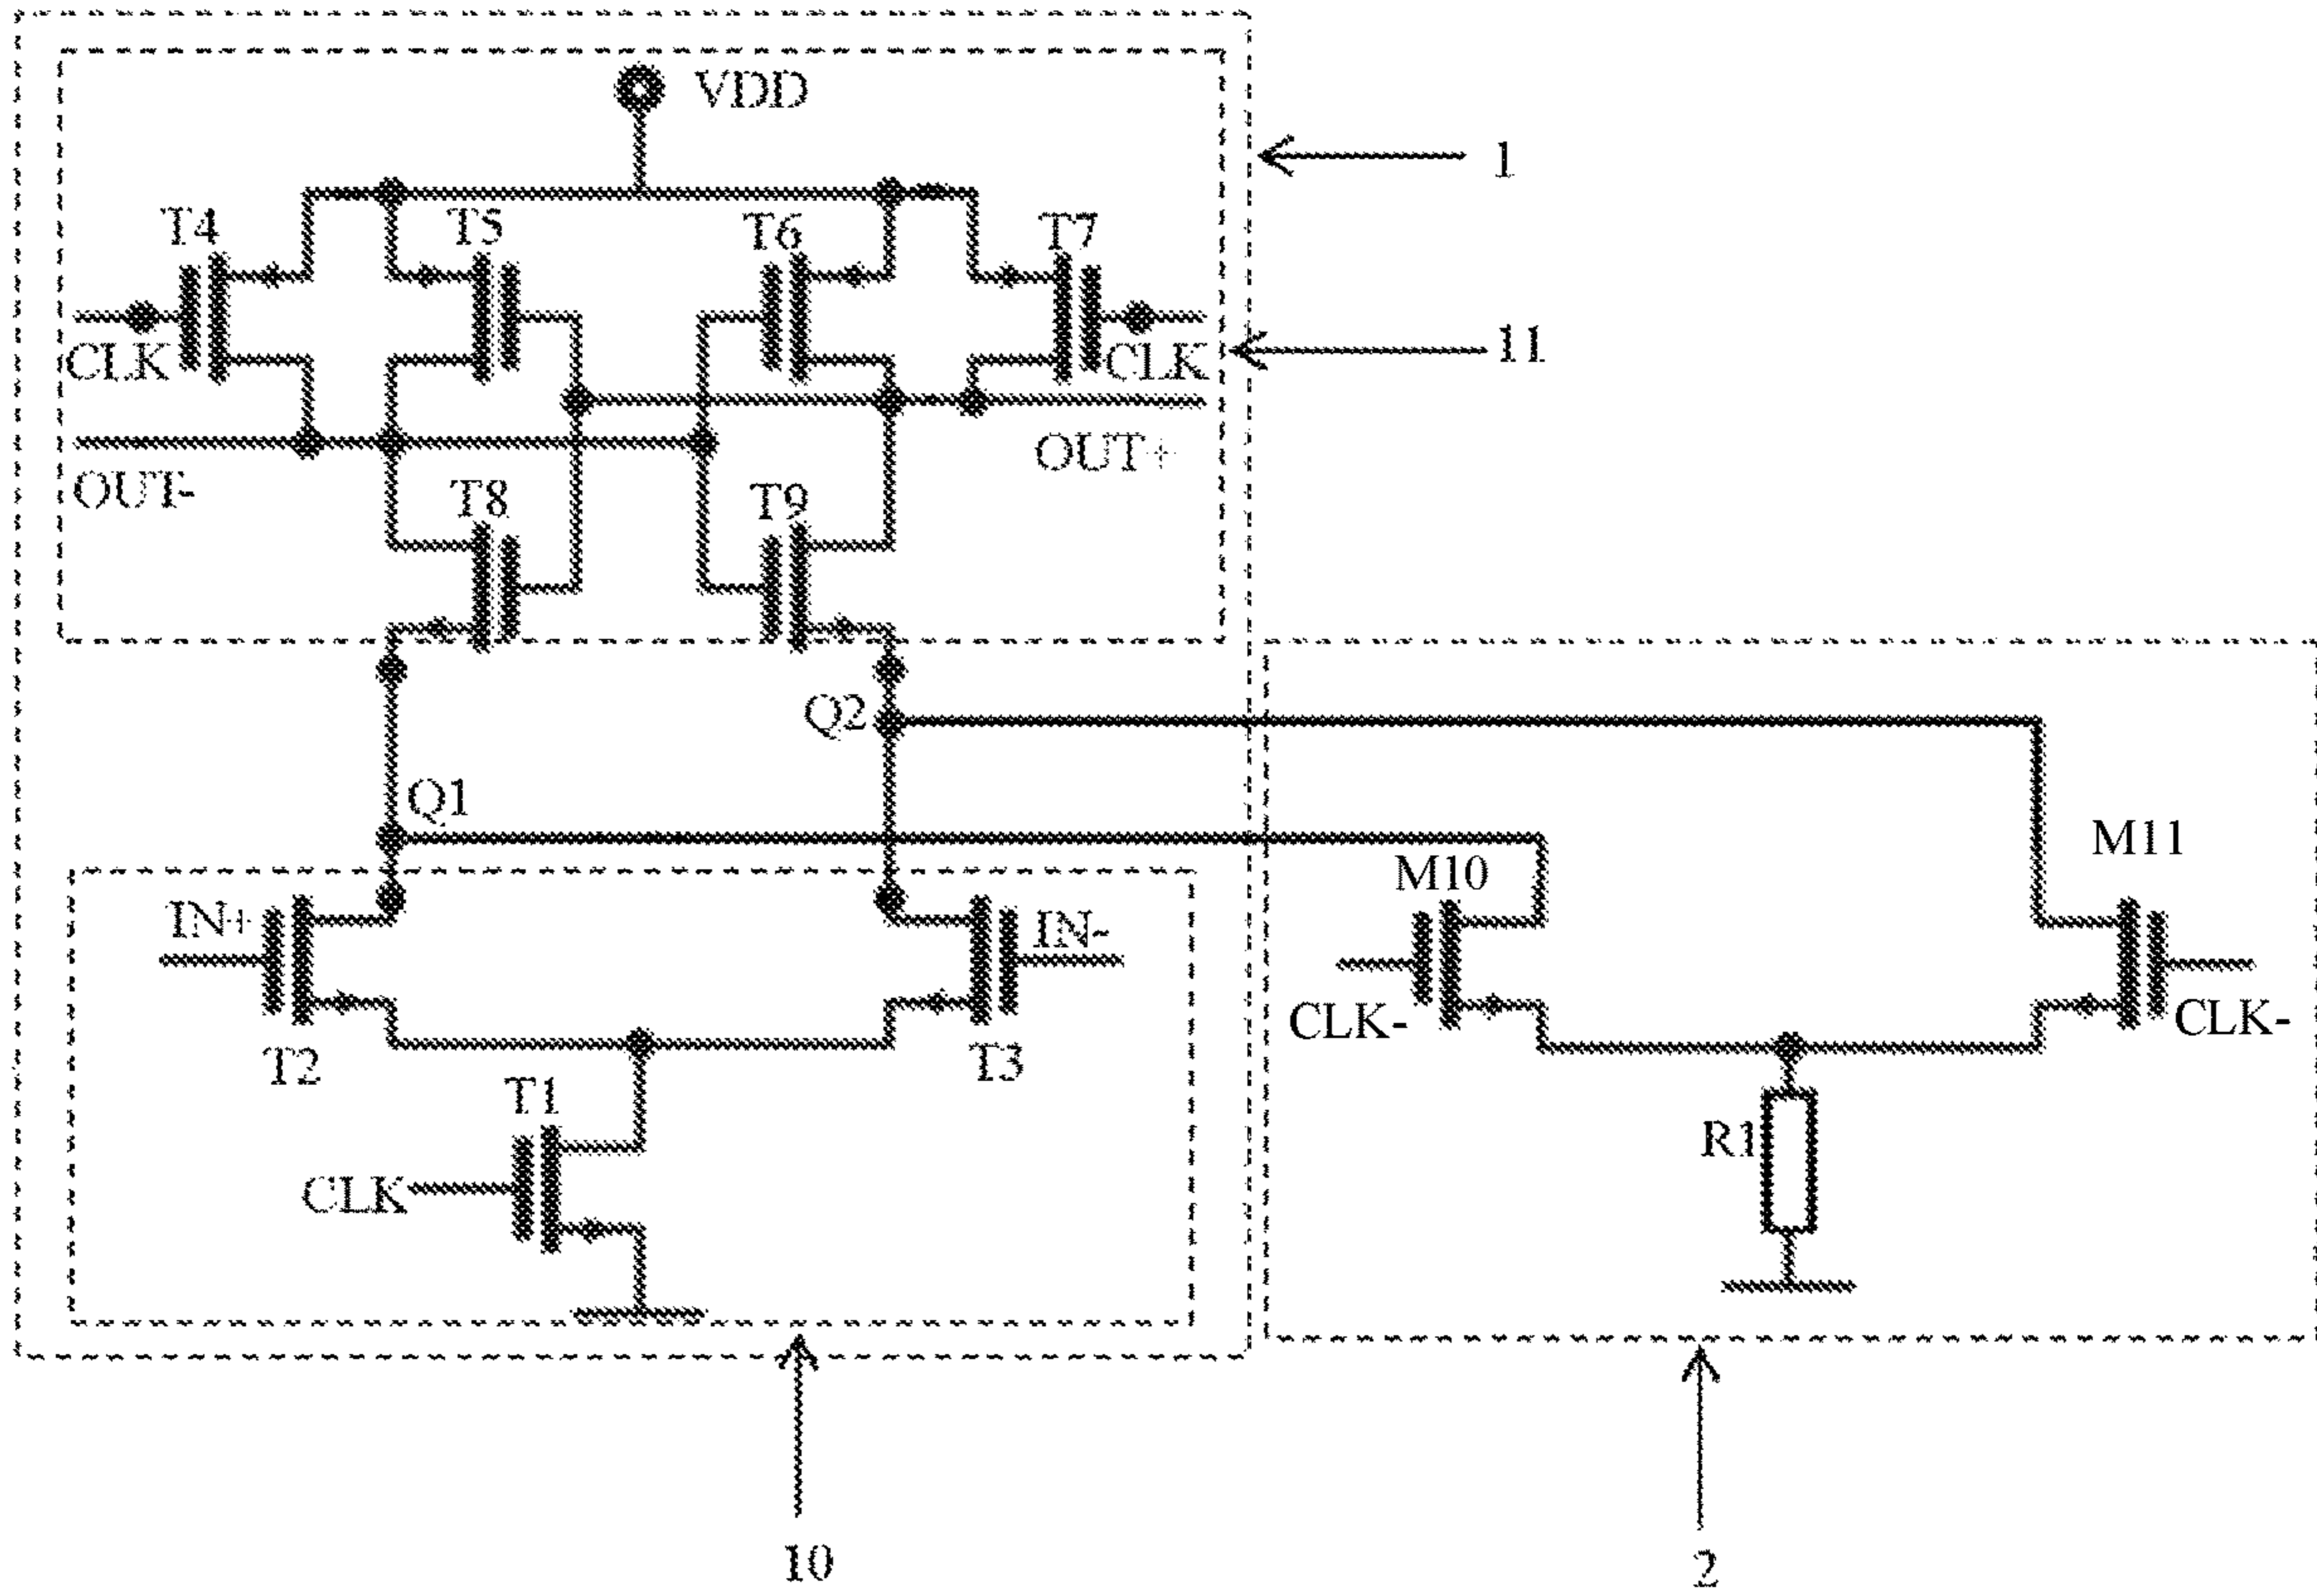 VDD
1
T4
T5
T6
T7
CLK
CLK
11
OUT-
OUT+
T8
T9
Q2
Q1
M10
M11
IN+
IN-
CLK-
CLK-
T2
T3
T1
R1
CLK
10
2